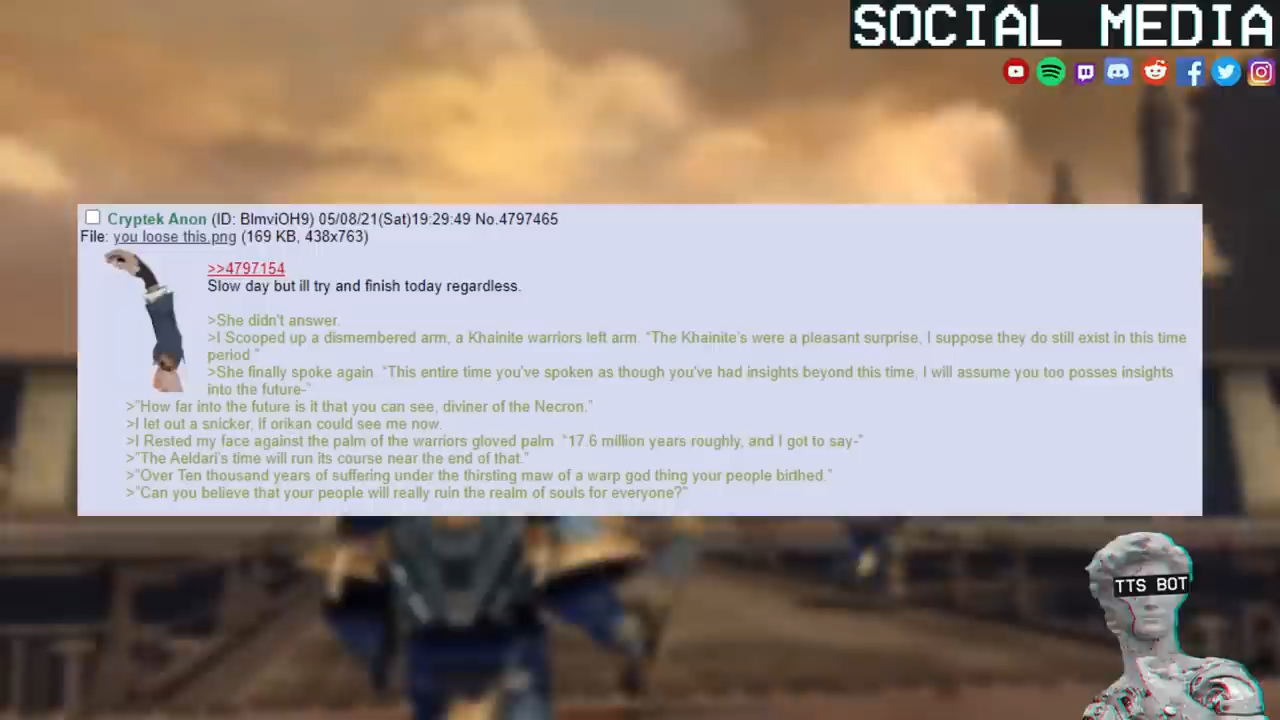 SOCIAL MEDIA
Cryptek Anon (ID: BlmviOH9) 05/08/21(Sat)19:29:49 No.4797465
File: you loose this.png (169 KB, 438x763)
>>4797154
Slow day but ill try and finish today regardless.
>She didn't answer.
>I Scooped up a dismembered arm, a Khainite warriors left arm. “The Khainite’s were a pleasant surprise, I suppose they do still exist in this time
period.”
>She finally spoke again. “This entire time you’ve spoken as though you’ve had insights beyond this time, I will assume you too posses insights
into the future-”
>”How far into the future is it that you can see, diviner of the Necron.”
>I let out a snicker, If orikan could see me now.
>I Rested my face against the palm of the warriors gloved palm. “17.6 million years roughly, and I got to say-”
>”The Aeldari’s time will run its course near the end of that.”
>”Over Ten thousand years of suffering under the thirsting maw of a warp god thing your people birthed.”
>”Can you believe that your people will really ruin the realm of souls for everyone?”
TTS BOT